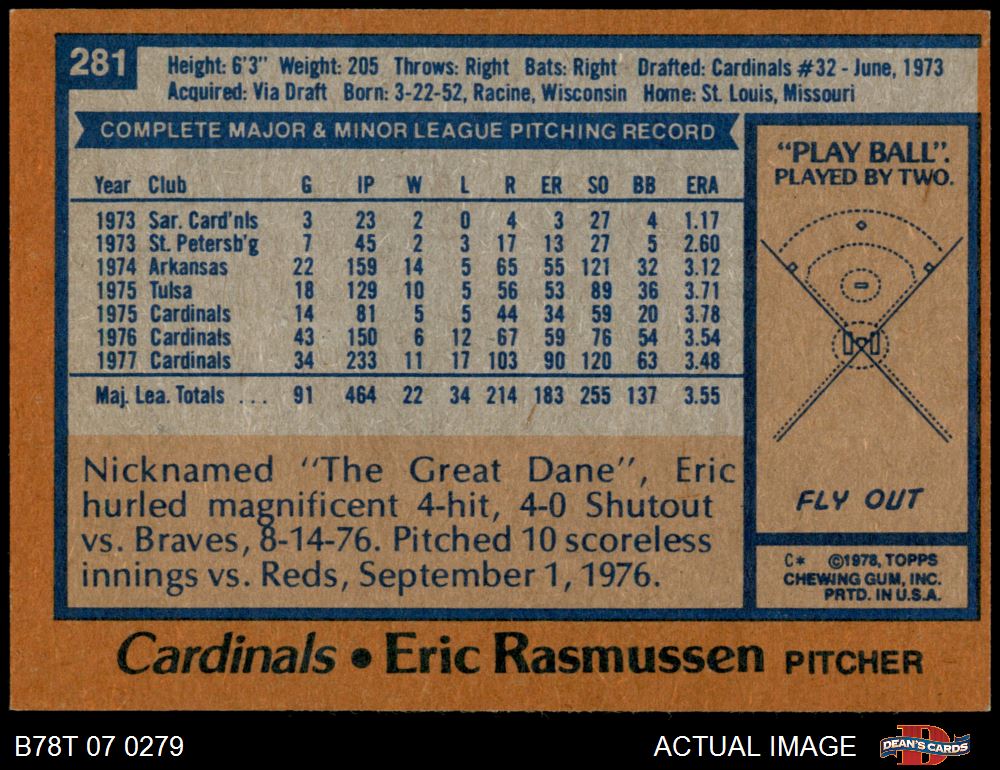 281
Height: 6'3" Weight: 205 Throws: Right Bats: Right Drafted: Cardinals #32 - June, 1973
Acquired: Via Draft Born: 3-22-52, Racine, Wisconsin Home: St. Louis, Missouri
COMPLETE MAJOR & MINOR LEAGUE PITCHING RECORD
Year Club G IP W L R ER SO BB ERA
1973 Sar. Card'nls 3 23 2 0 4 3 27 4 1.17
1973 St. Petersb'g 7 45 2 3 17 13 27 5 2.60
1974 Arkansas 22 159 14 5 65 55 121 32 3.12
1975 Tulsa 18 129 10 5 56 53 89 36 3.71
1975 Cardinals 14 81 5 5 44 34 59 20 3.78
1976 Cardinals 43 150 6 12 67 59 76 54 3.54
1977 Cardinals 34 233 11 17 103 90 120 63 3.48
Maj. Lea. Totals ... 91 464 22 34 214 183 255 137 3.55
Nicknamed "The Great Dane", Eric
hurled magnificent 4-hit, 4-0 Shutout
vs. Braves, 8-14-76. Pitched 10 scoreless
innings vs. Reds, September 1, 1976.
"PLAY BALL".
PLAYED BY TWO.
FLY OUT
C* ©1978, TOPPS
CHEWING GUM, INC.
PRTD. IN U.S.A.
Cardinals • Eric Rasmussen PITCHER
B78T 07 0279
ACTUAL IMAGE
D
DEAN'S CARDS